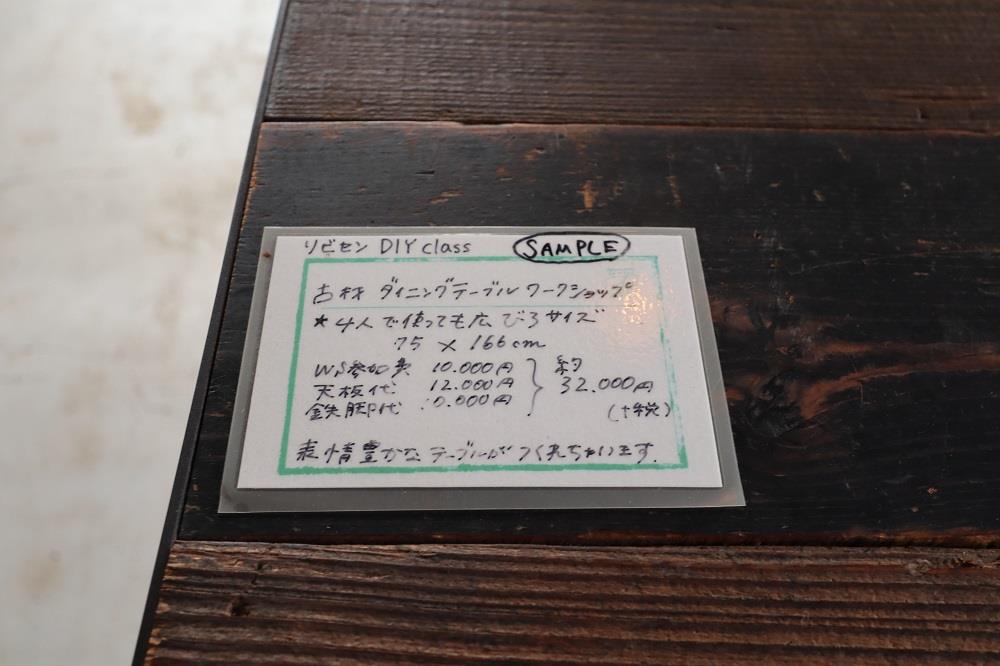 リビセン DIY class SAMPLE
古材 ダイニングテーブル ワークショップ
★4人で使っても広びろサイズ
75 × 166cm
WS参加費 10.000円
天板代 12.000円
鉄脚代 10.000円
約
32.000円
(+税)
表情豊かなテーブルがつくれちゃいます.